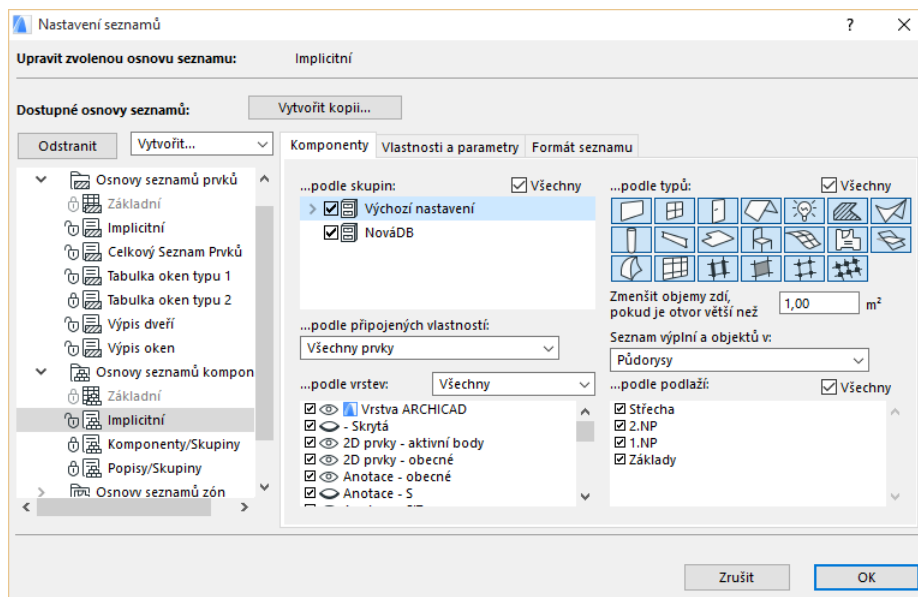 Nastavení seznamů
Upravit zvolenou osnovu seznamu: Implicitní
Dostupné osnovy seznamů: Vytvořit kopii...
Odstranit Vytvořit...
Osnovy seznamů prvků
Základní
Implicitní
Celkový Seznam Prvků
Tabulka oken typu 1
Tabulka oken typu 2
Výpis dveří
Výpis oken
Osnovy seznamů kompon
Základní
Implicitní
Komponenty/Skupiny
Popisy/Skupiny
Osnovy seznamů zón
Komponenty Vlastnosti a parametry Formát seznamu
...podle skupin: Všechny
Výchozí nastavení
NováDB
...podle připojených vlastností:
Všechny prvky
...podle vrstev: Všechny
Vrstva ARCHICAD
- Skrytá
2D prvky - aktivní body
2D prvky - obecné
Anotace - obecné
Anotace - S
...podle typů: Všechny
Zmenšit objemy zdí,
pokud je otvor větší než 1,00 m²
Seznam výplní a objektů v:
Půdorysy
...podle podlaží: Všechny
Střecha
2.NP
1.NP
Základy
Zrušit OK